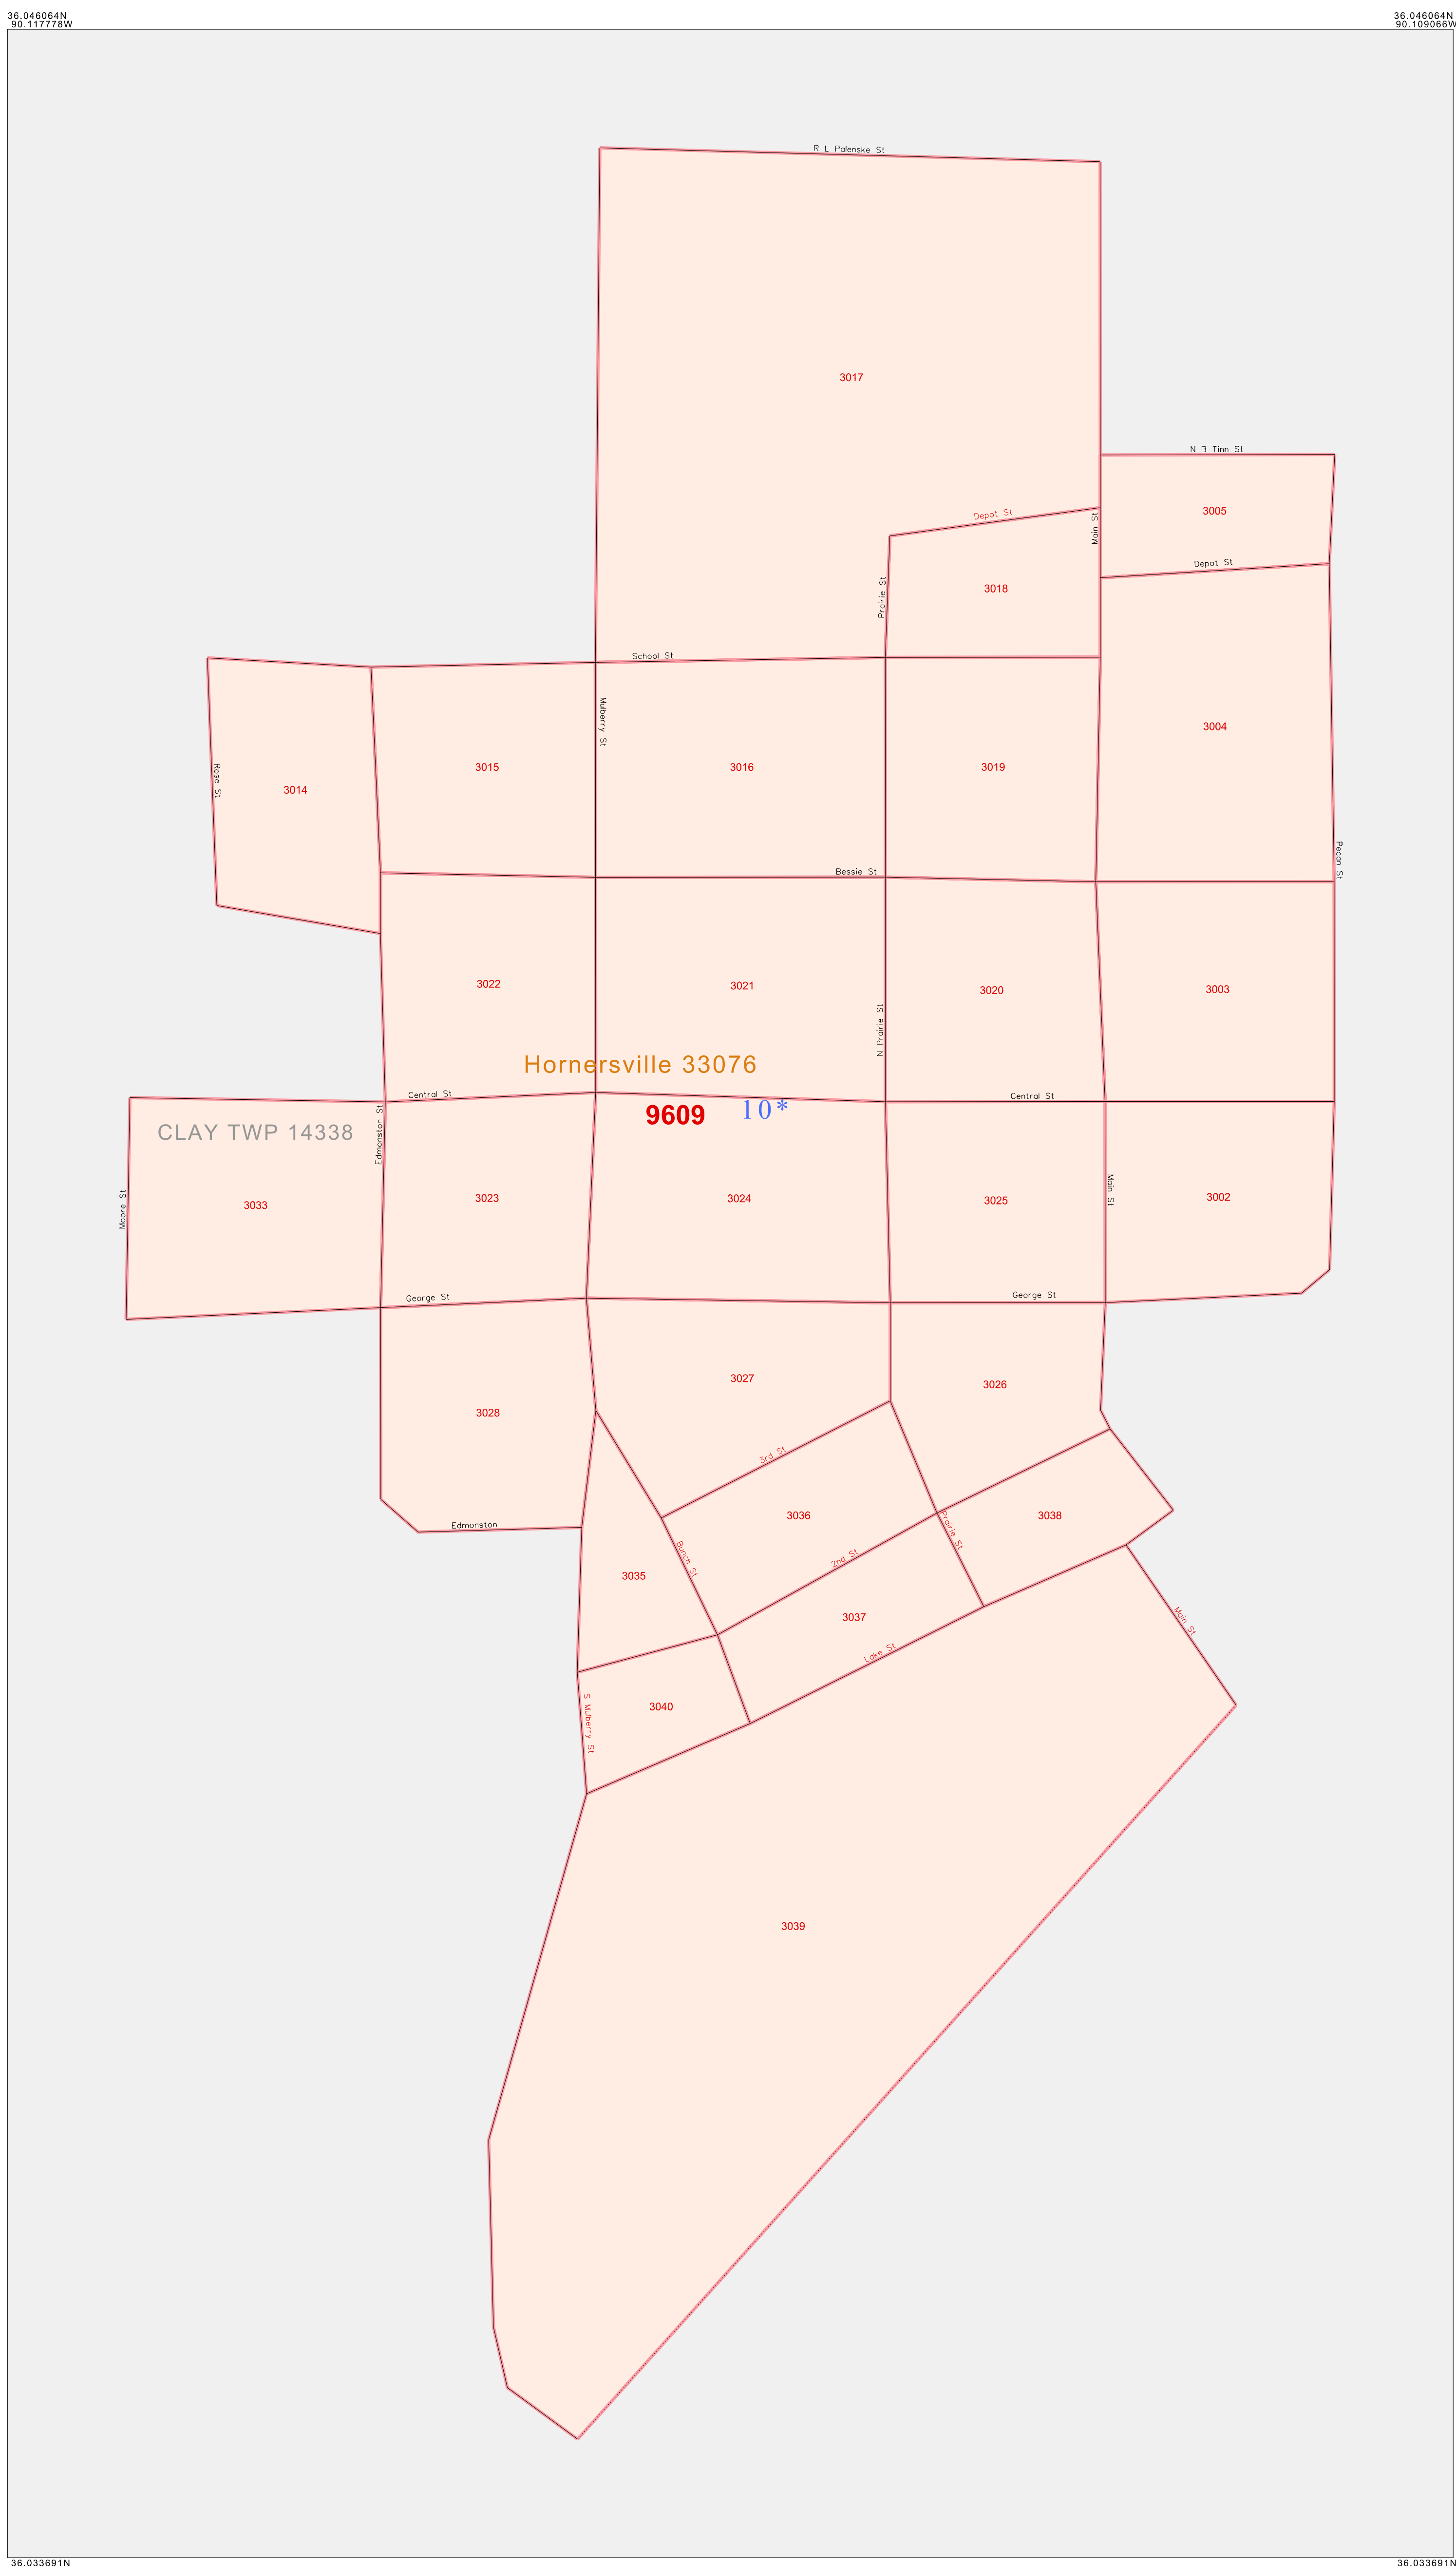 36.046064N
90.117778W
36.046064N
90.109066W
R L Palenske St
3017
N B Tinn St
3005
Depot St
Main St
Depot St
3018
Prairie St
School St
Mulberry St
3004
3015
3016
3019
Rose St
3014
Pecan St
Bessie St
3022
3021
3020
3003
N Prairie St
Hornersville 33076
Central St
Central St
9609
10*
Edmonston St
CLAY TWP 14338
Moore St
3033
3023
3024
3025
Main St
3002
George St
George St
3027
3026
3028
3rd St
3036
3038
Edmonston
Prairie St
Bunch St
2nd St
3035
3037
Main St
Lake St
S Mulberry St
3040
3039
36.033691N
36.033691N